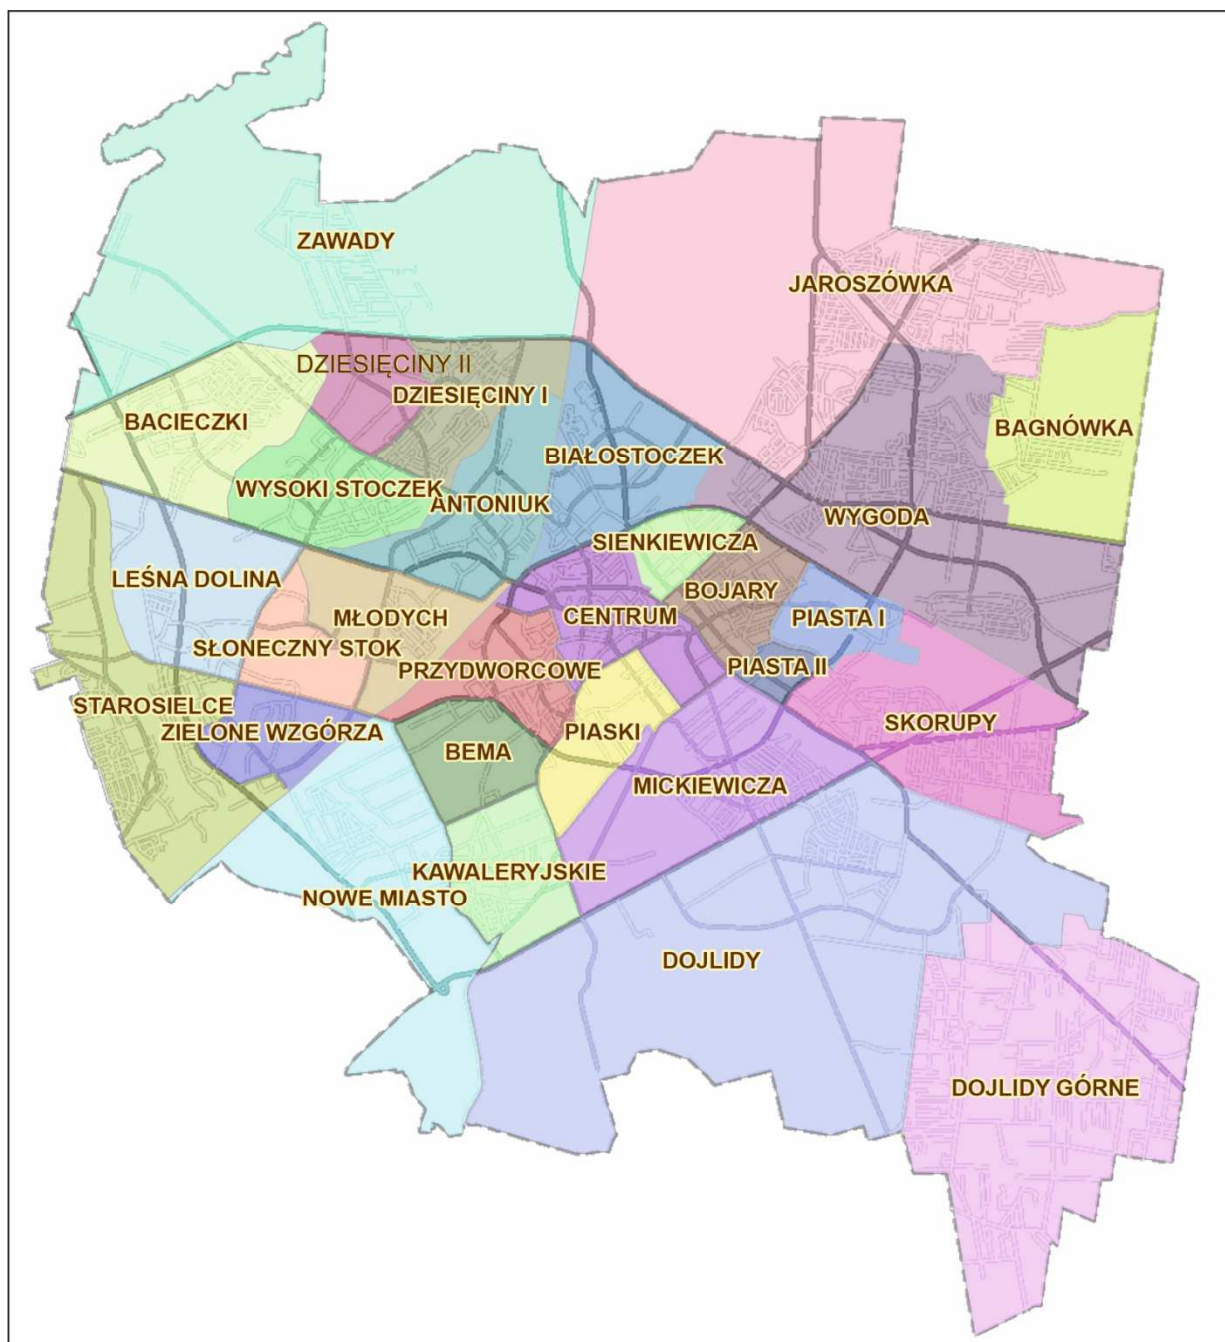 ZAWADY
JAROSZÓWKA
DZIESIĘCINY II
DZIESIĘCINY I
BACIECZKI
BAGNÓWKA
BIAŁOSTOCZEK
WYSOKI STOCZEK
ANTONIUK
WYGODA
SIENKIEWICZA
LEŚNA DOLINA
BOJARY
MŁODYCH
CENTRUM
PIASTA I
SŁONECZNY STOK
PRZYDWORCOWE
PIASTA II
STAROSIELCE
ZIELONE WZGÓRZA
PIASKI
SKORUPY
BEMA
MICKIEWICZA
KAWALERYJSKIE
NOWE MIASTO
DOJLIDY
DOJLIDY GÓRNE